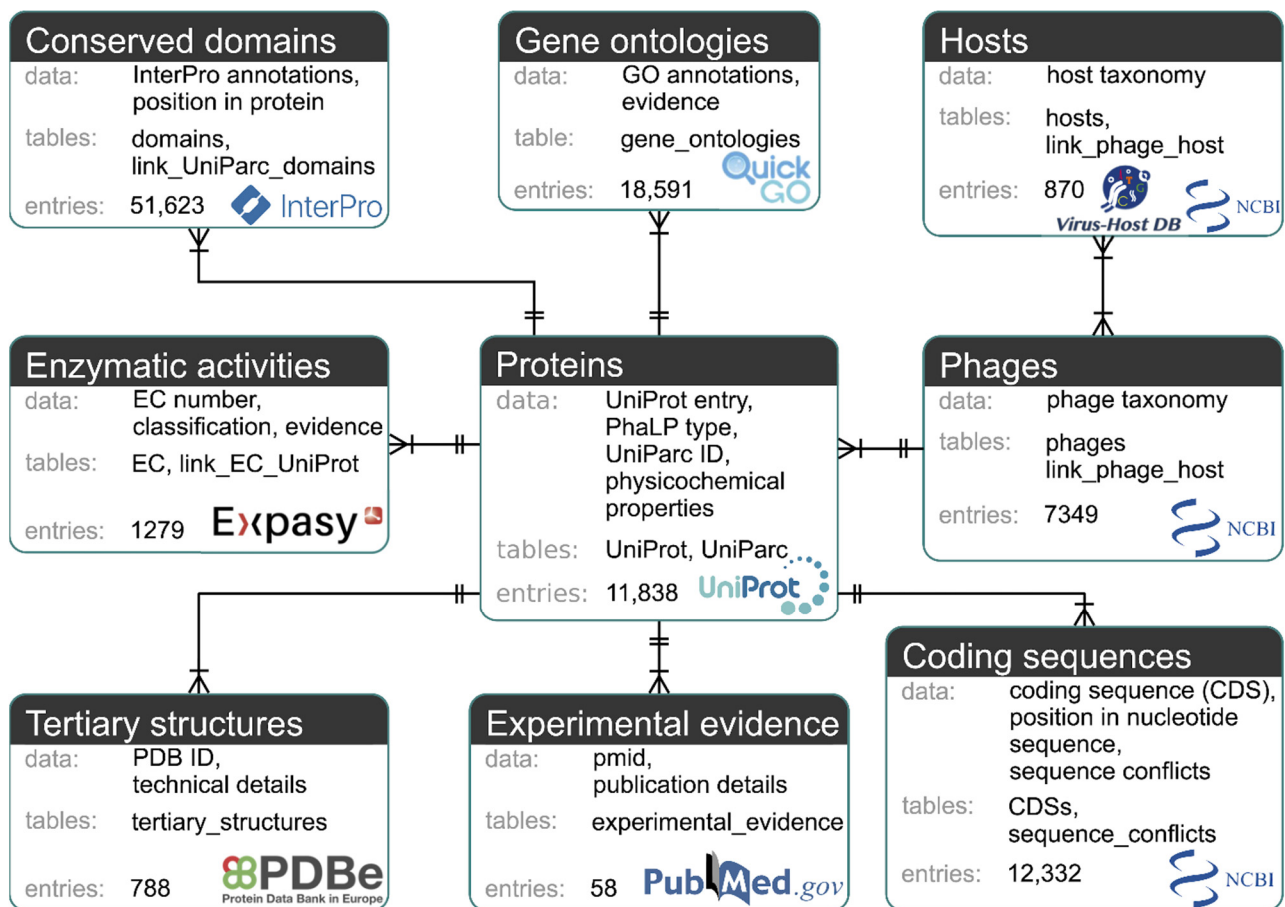 Conserved domains
data: InterPro annotations,
position in protein
tables: domains,
link_UniParc_domains
entries: 51,623 InterPro
Gene ontologies
data: GO annotations,
evidence
table: gene_ontologies
entries: 18,591 Quick
GO
Hosts
data: host taxonomy
tables: hosts,
link_phage_host
entries: 870 ITG
C G
Virus-Host DB NCBI
Enzymatic activities
data: EC number,
classification, evidence
tables: EC, link_EC_UniProt
entries: 1279 Expasy
Proteins
data: UniProt entry,
PhaLP type,
UniParc ID,
physicochemical
properties
tables: UniProt, UniParc
entries: 11,838 UniProt
Phages
data: phage taxonomy
tables: phages
link_phage_host
entries: 7349 NCBI
Tertiary structures
data: PDB ID,
technical details
tables: tertiary_structures
entries: 788 PDBe
Protein Data Bank in Europe
Experimental evidence
data: pmid,
publication details
tables: experimental_evidence
entries: 58 PubMed.gov
Coding sequences
data: coding sequence (CDS),
position in nucleotide
sequence,
sequence conflicts
tables: CDSs,
sequence_conflicts
entries: 12,332 NCBI